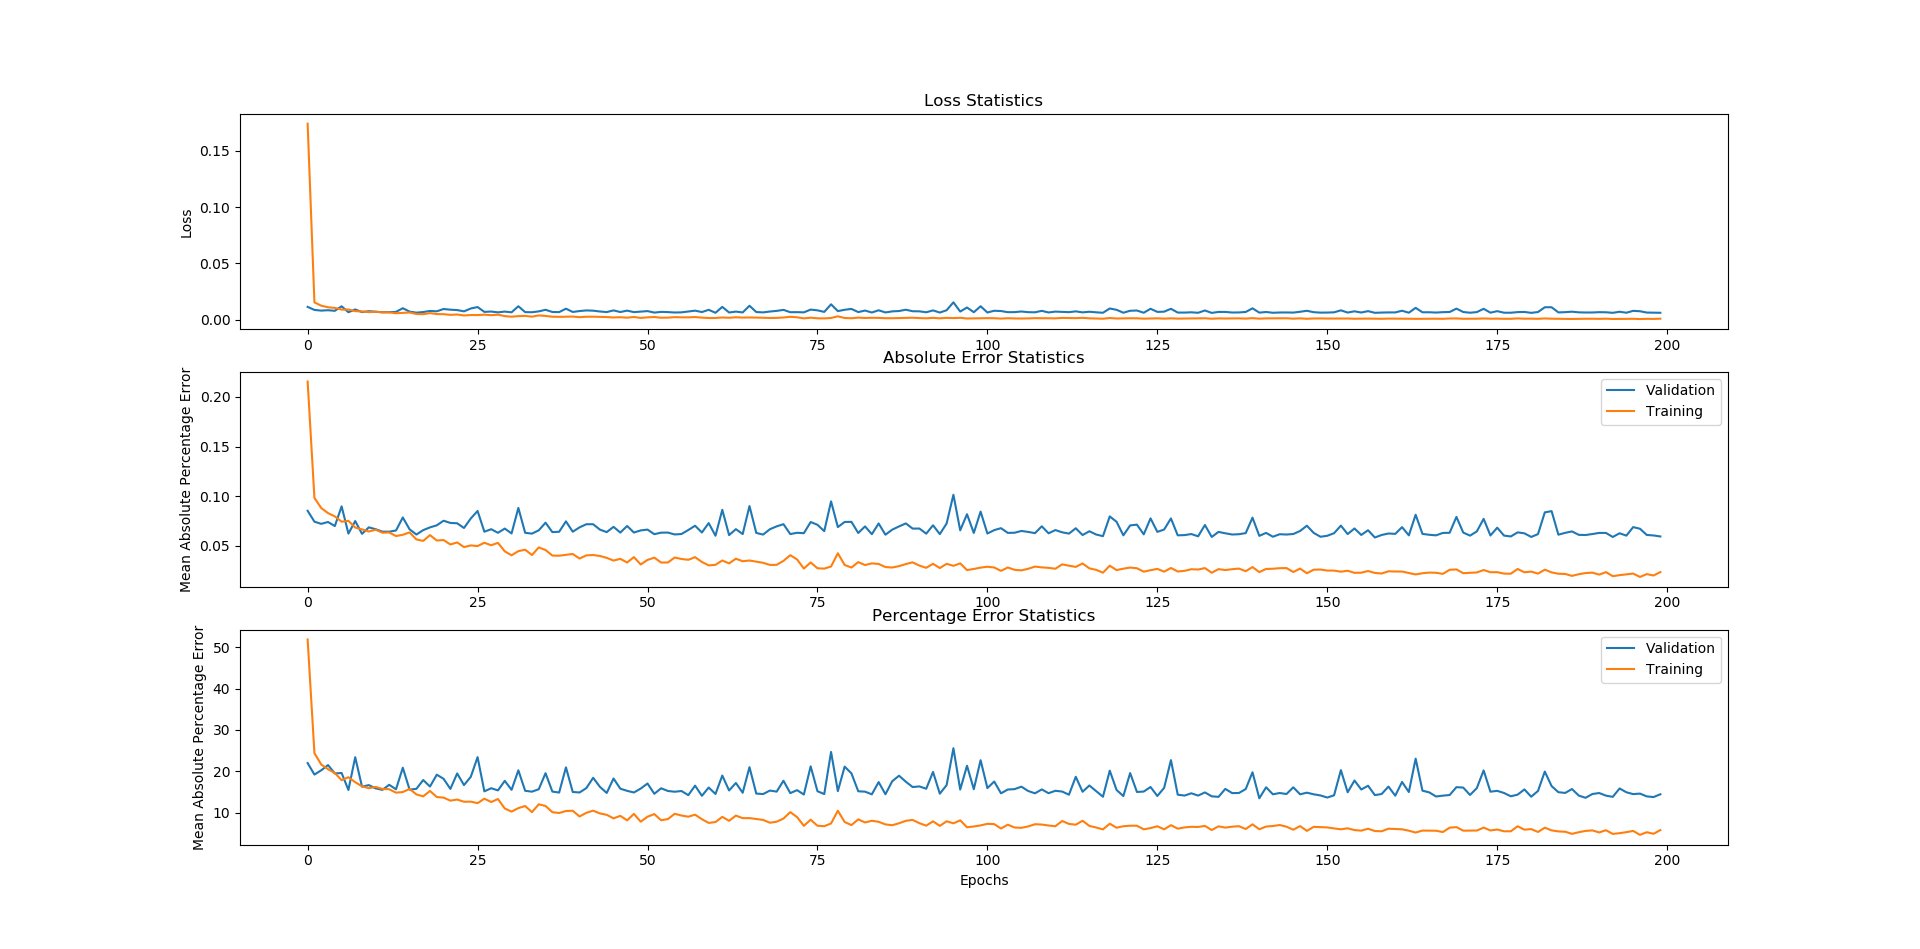 Loss Statistics
Loss
0.15
0.10
0.05
0.00
0 25 50 75 100 125 150 175 200
Absolute Error Statistics
Mean Absolute Percentage Error
0.20
0.15
0.10
0.05
Validation
Training
0 25 50 75 100 125 150 175 200
Percentage Error Statistics
Mean Absolute Percentage Error
50
40
30
20
10
Validation
Training
0 25 50 75 100 125 150 175 200
Epochs